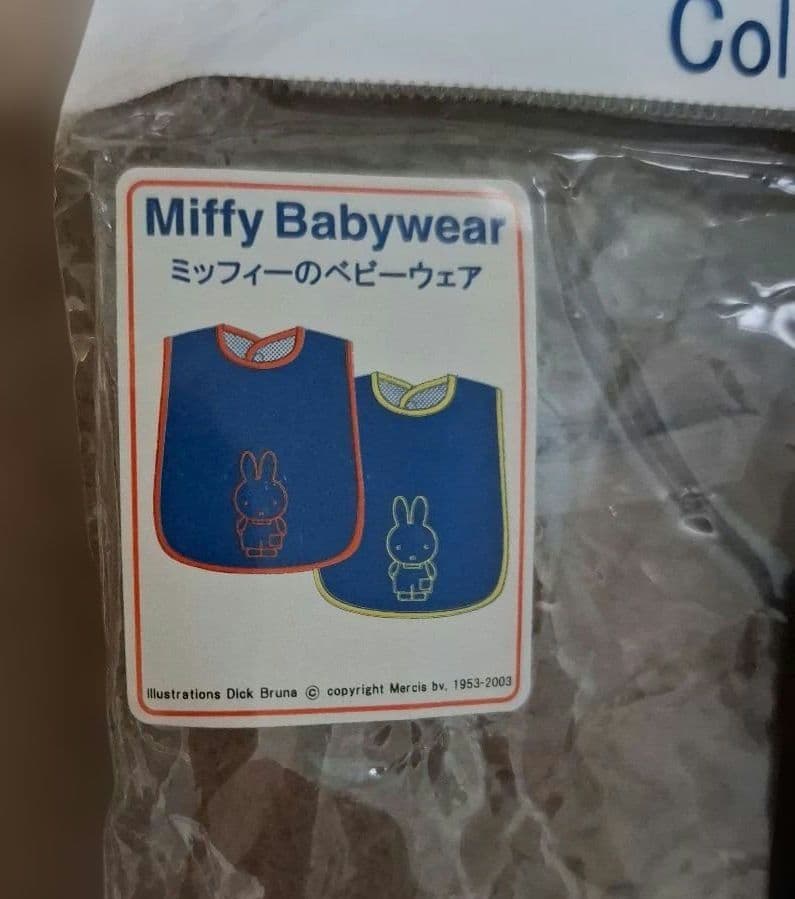 Col
Miffy Babywear
ミッフィーのベビーウェア
Illustrations Dick Bruna © copyright Mercis bv. 1953-2003